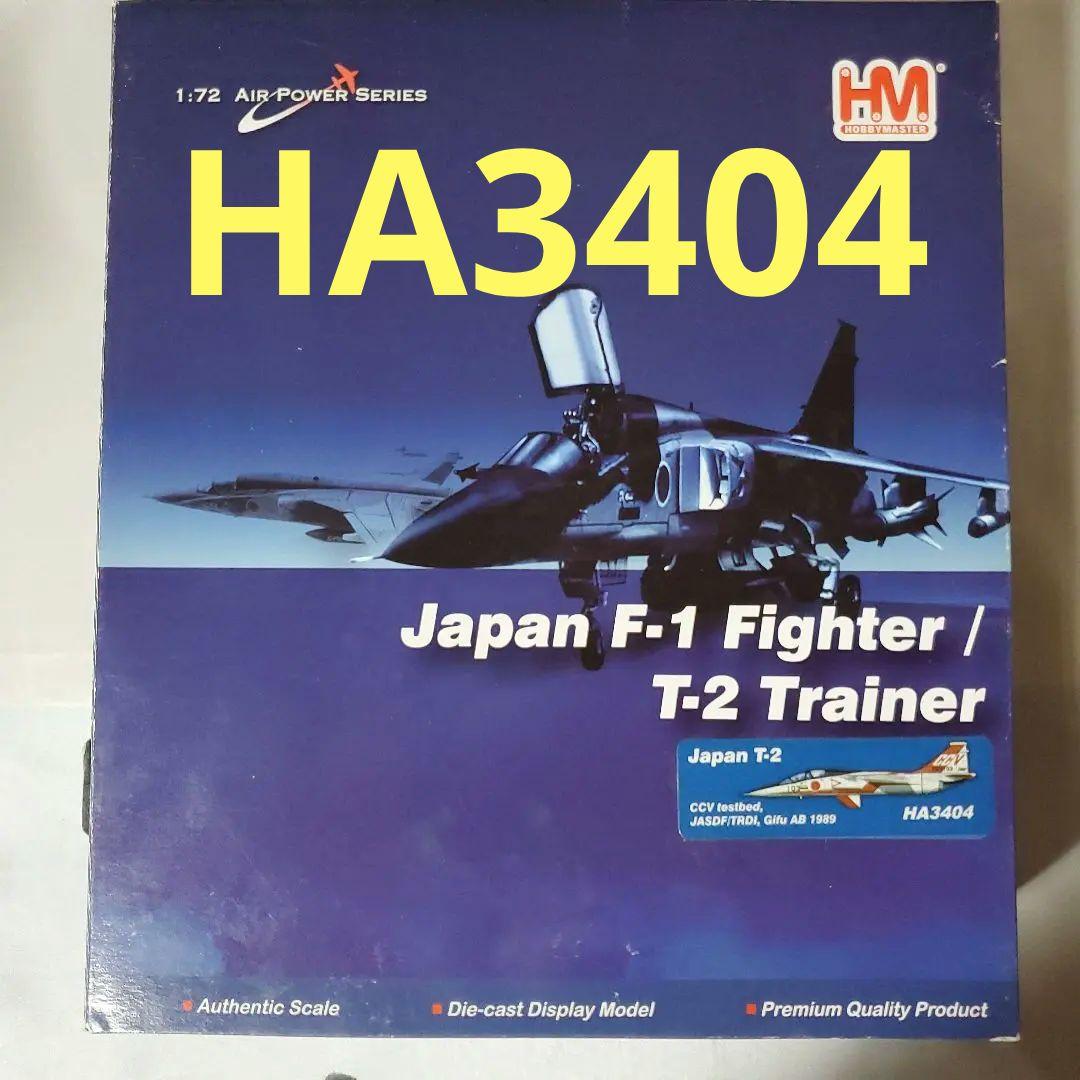 1:72 AIR POWER SERIES
HM
HOBBYMASTER
HA3404
Japan F-1 Fighter /
T-2 Trainer
Japan T-2
CCV
CCV testbed,
JASDF/TRDI, Gifu AB 1989
HA3404
Authentic Scale
Die-cast Display Model
Premium Quality Product